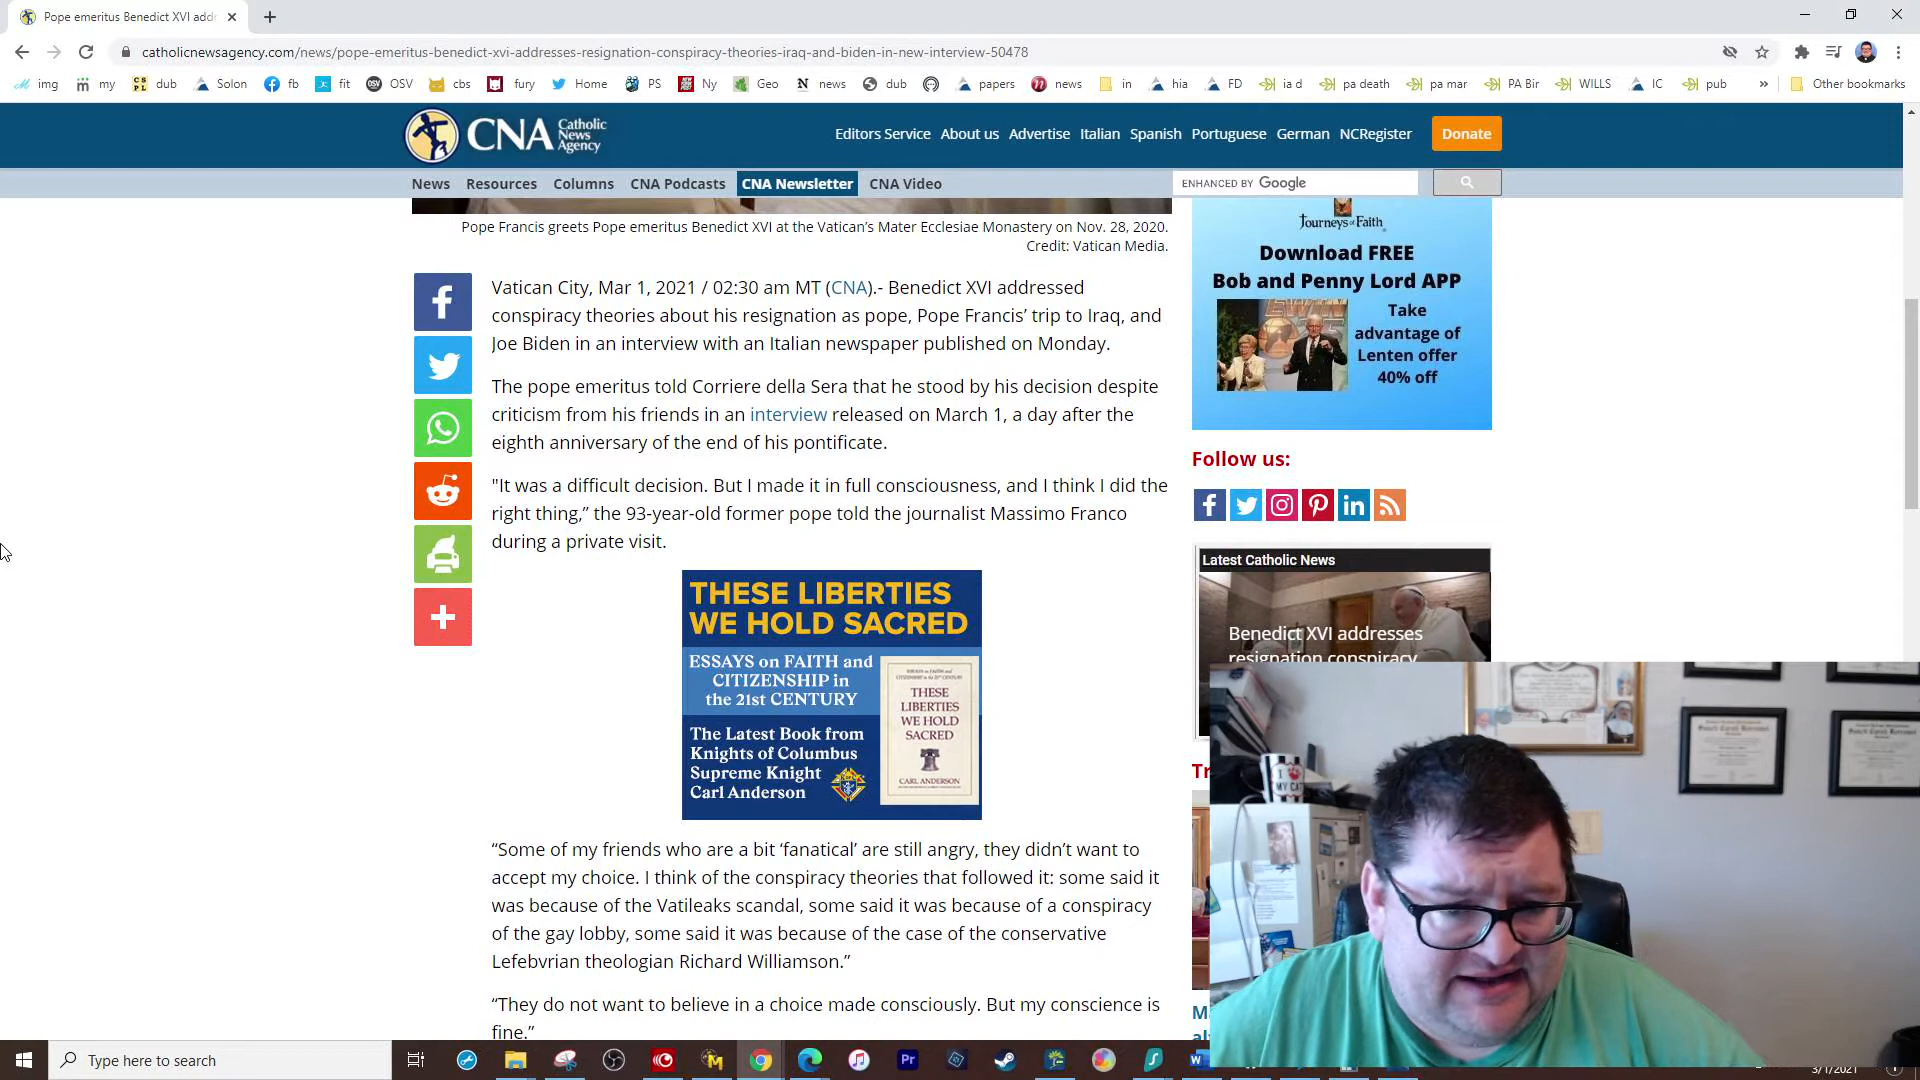 Pope emeritus Benedict XVI addr
catholicnewsagency.com/news/pope-emeritus-benedict-xvi-addresses-resignation-conspiracy-theories-iraq-and-biden-in-new-interview-50478
img my dub Solon fb fit OSV cbs fury Home PS Ny Geo news dub papers news in hia FD ia d pa death pa mar PA Bir WILLS IC pub » Other bookmarks
CNA Catholic News Agency
Editors Service About us Advertise Italian Spanish Portuguese German NCRegister Donate
News Resources Columns CNA Podcasts CNA Newsletter CNA Video
ENHANCED BY Google
Pope Francis greets Pope emeritus Benedict XVI at the Vatican’s Mater Ecclesiae Monastery on Nov. 28, 2020.
Credit: Vatican Media.
Vatican City, Mar 1, 2021 / 02:30 am MT (CNA).- Benedict XVI addressed
conspiracy theories about his resignation as pope, Pope Francis’ trip to Iraq, and
Joe Biden in an interview with an Italian newspaper published on Monday.
The pope emeritus told Corriere della Sera that he stood by his decision despite
criticism from his friends in an interview released on March 1, a day after the
eighth anniversary of the end of his pontificate.
"It was a difficult decision. But I made it in full consciousness, and I think I did the
right thing,” the 93-year-old former pope told the journalist Massimo Franco
during a private visit.
THESE LIBERTIES
WE HOLD SACRED
ESSAYS on FAITH and
CITIZENSHIP in
the 21st CENTURY
The Latest Book from
Knights of Columbus
Supreme Knight
Carl Anderson
THESE
LIBERTIES
WE HOLD
SACRED
CARL ANDERSON
“Some of my friends who are a bit ‘fanatical’ are still angry, they didn’t want to
accept my choice. I think of the conspiracy theories that followed it: some said it
was because of the Vatileaks scandal, some said it was because of a conspiracy
of the gay lobby, some said it was because of the case of the conservative
Lefebvrian theologian Richard Williamson.”
“They do not want to believe in a choice made consciously. But my conscience is
fine.”
Journeys of Faith
Download FREE
Bob and Penny Lord APP
Take
advantage of
Lenten offer
40% off
Follow us:
Latest Catholic News
Benedict XVI addresses
resignation conspiracy
Type here to search
3/1/2021